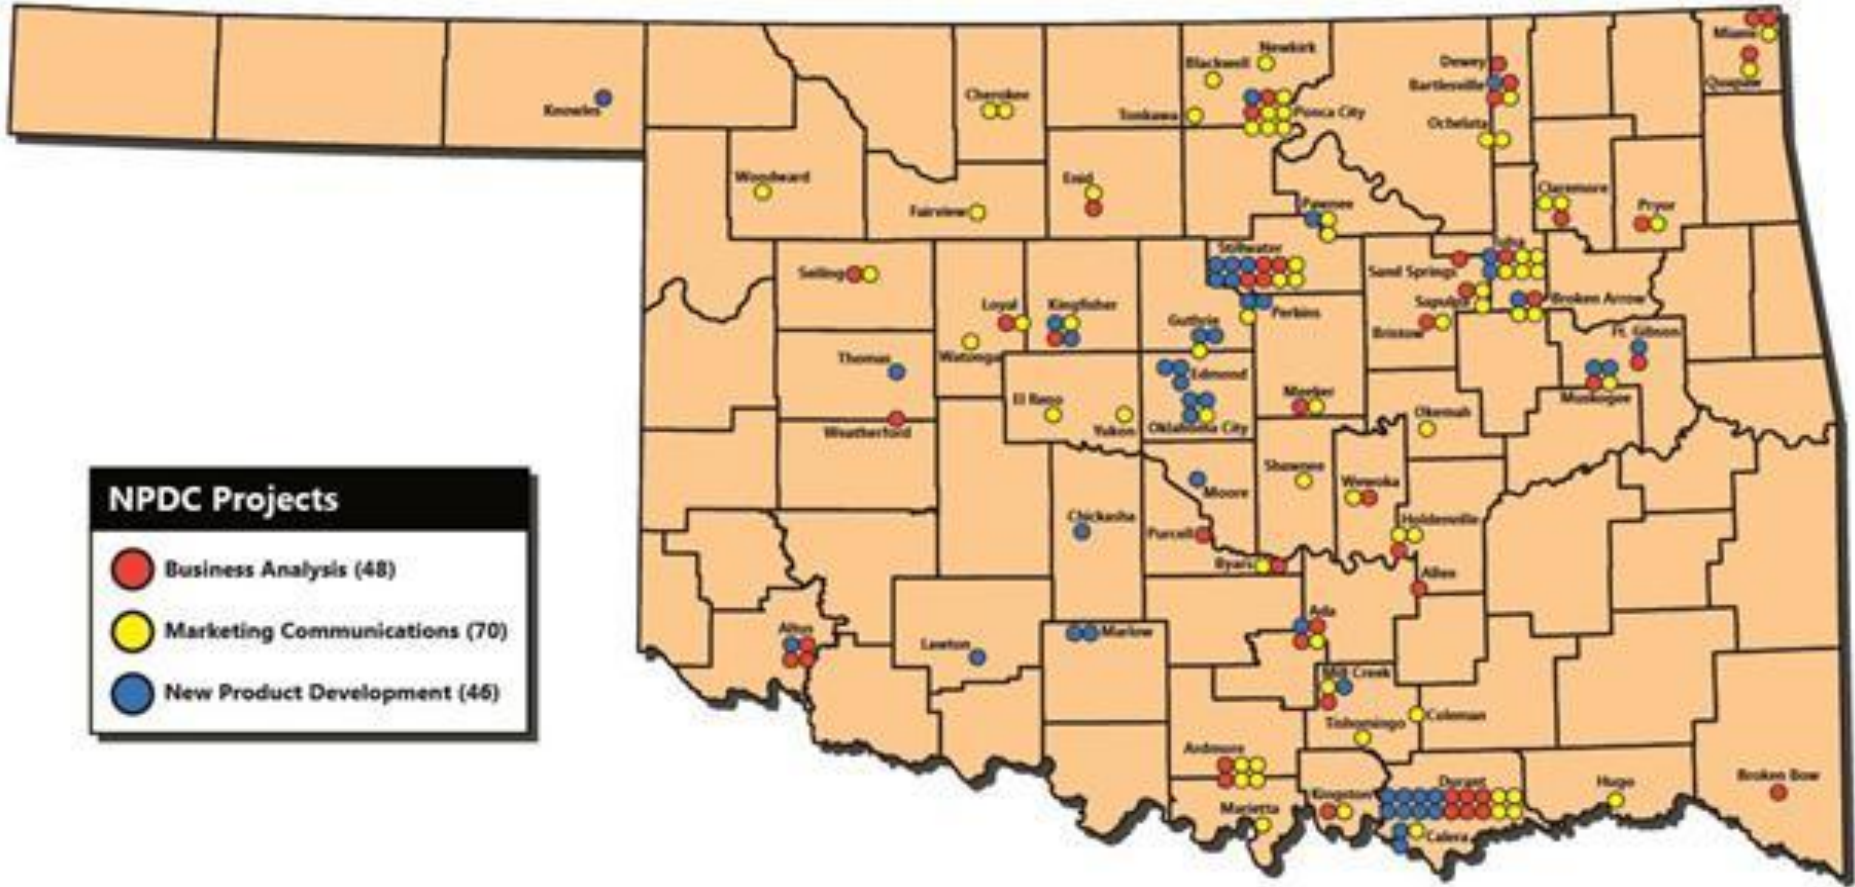 Newkirk
Blackwell
Dewey
Miami
Bartlesville
Quapaw
Knowles
Cherokee
Tonkawa
Ponca City
Ochelata
Woodward
Enid
Claremore
Fairview
Pawnee
Pryor
Stillwater
Tulsa
Seiling
Sand Springs
Loyal
Kingfisher
Sapulpa
Broken Arrow
Guthrie
Perkins
Bristow
Ft. Gibson
Thomas
Watonga
Edmond
El Reno
Meeker
Muskogee
Weatherford
Yukon
Oklahoma City
Okemah
Shawnee
Wewoka
Moore
Chickasha
Purcell
Holdenville
Byars
Allen
NPDC Projects
Business Analysis (48)
Marketing Communications (70)
New Product Development (46)
Altus
Lawton
Marlow
Ada
Mill Creek
Tishomingo
Coleman
Ardmore
Marietta
Kingston
Durant
Calera
Hugo
Broken Bow